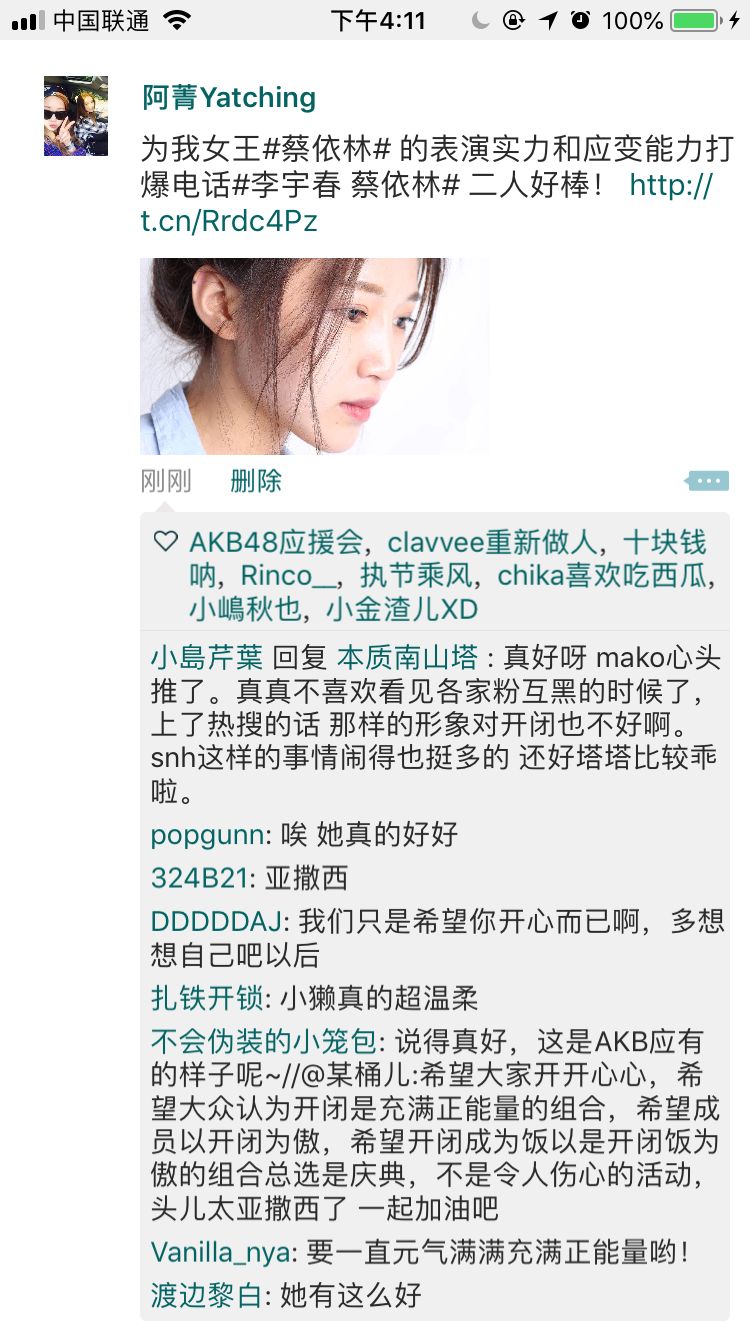 中国联通 下午4:11 100%
阿菁Yatching
为我女王#蔡依林# 的表演实力和应变能力打
爆电话#李宇春 蔡依林# 二人好棒！ http://
t.cn/Rrdc4Pz
刚刚 删除
AKB48应援会，clavvee重新做人，十块钱
呐，Rinco__，执节乘风，chika喜欢吃西瓜，
小嶋秋也，小金渣儿XD
小島芹葉 回复 本质南山塔 : 真好呀 mako心头
推了。真真不喜欢看见各家粉互黑的时候了，
上了热搜的话 那样的形象对开闭也不好啊。
snh这样的事情闹得也挺多的 还好塔塔比较乖
啦。
popgunn: 唉 她真的好好
324B21: 亚撒西
DDDDDAJ: 我们只是希望你开心而已啊，多想
想自己吧以后
扎铁开锁: 小獭真的超温柔
不会伪装的小笼包: 说得真好，这是AKB应有
的样子呢~//@某桶儿:希望大家开开心心，希
望大众认为开闭是充满正能量的组合，希望成
员以开闭为傲，希望开闭成为饭以是开闭饭为
傲的组合总选是庆典，不是令人伤心的活动，
头儿太亚撒西了 一起加油吧
Vanilla_nya: 要一直元气满满充满正能量哟！
渡边黎白: 她有这么好